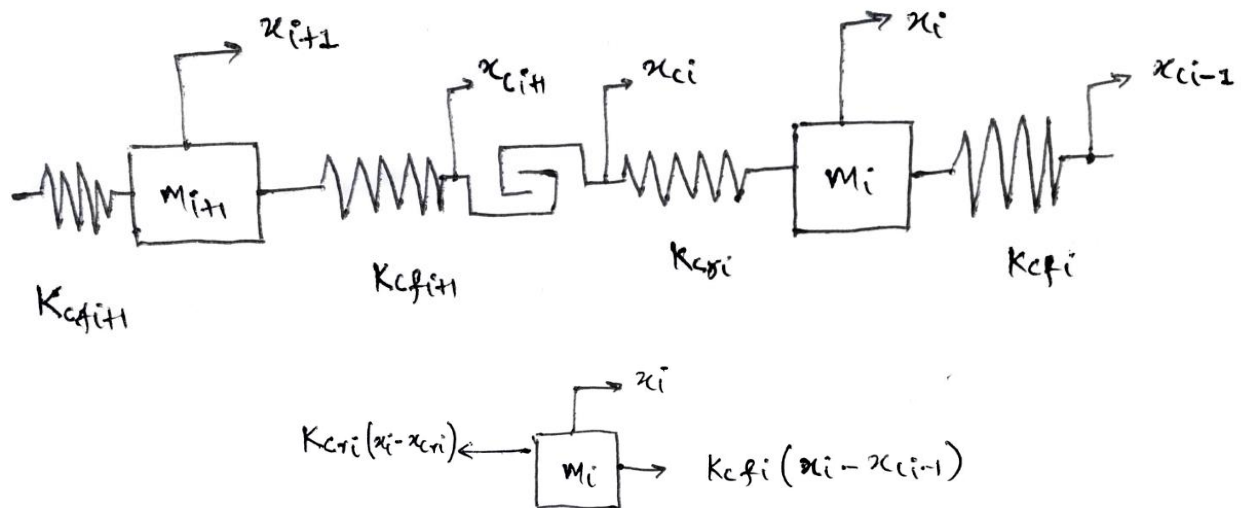 x_{i+1}
x_{ci+1}
x_{ci}
x_i
x_{ci-1}
m_{i+1}
m_i
K_{cfi+1}
K_{cfi+1}
K_{cri}
K_{cfi}
x_i
K_{cri}(x_i-x_{cri})
m_i
K_{cfi}(x_i-x_{ci-1})